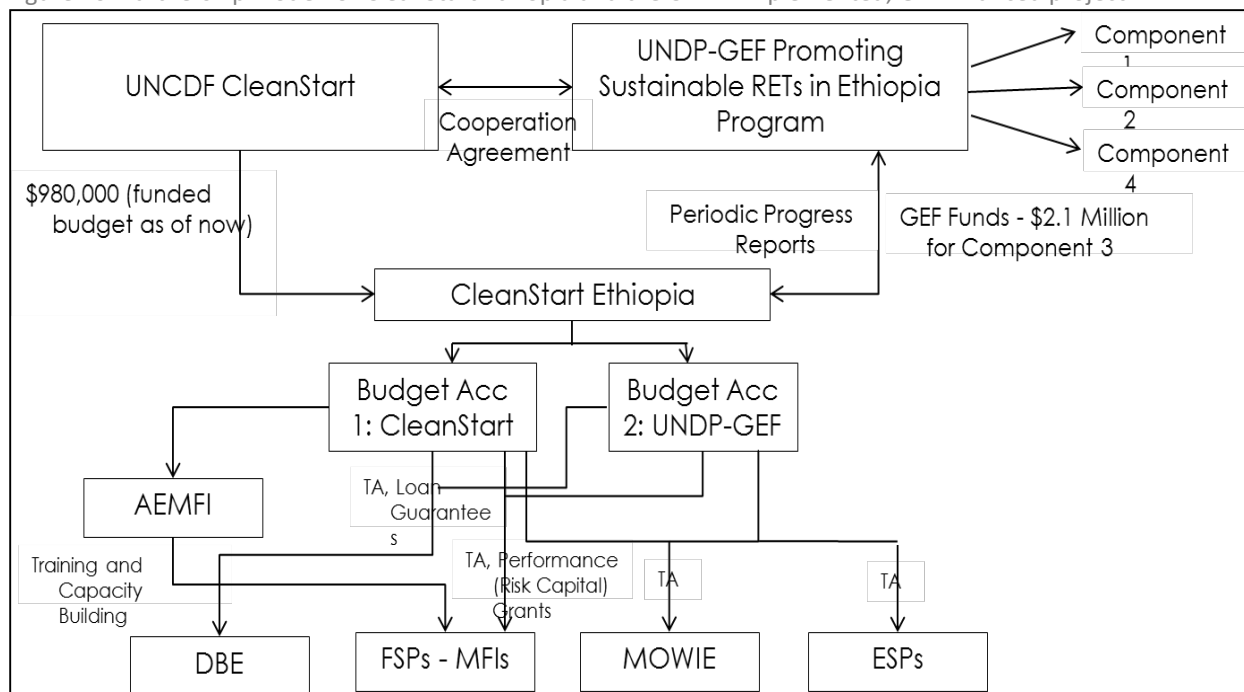 UNCDF CleanStart
UNDP-GEF Promoting
Sustainable RETs in Ethiopia
Program
Component
1
Component
2
Component
4
Cooperation
Agreement
$980,000 (funded
budget as of now)
Periodic Progress
Reports
GEF Funds - $2.1 Million
for Component 3
CleanStart Ethiopia
Budget Acc
1: CleanStart
Budget Acc
2: UNDP-GEF
AEMFI
TA, Loan
Guarantee
s
Training and
Capacity
Building
TA, Performance
(Risk Capital)
Grants
TA
TA
DBE
FSPs - MFIs
MOWIE
ESPs